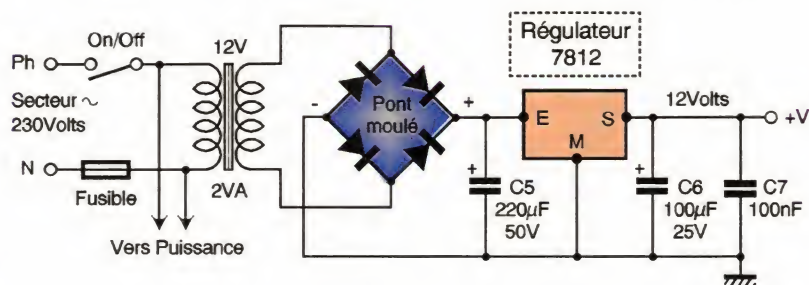 Ph
On/Off
Secteur ~
230Volts
N
Fusible
Vers Puissance
12V
2VA
-
Pont
moulé
+
Régulateur
7812
E
S
M
+
C5
220µF
50V
12Volts
+V
+
C6
100µF
25V
C7
100nF